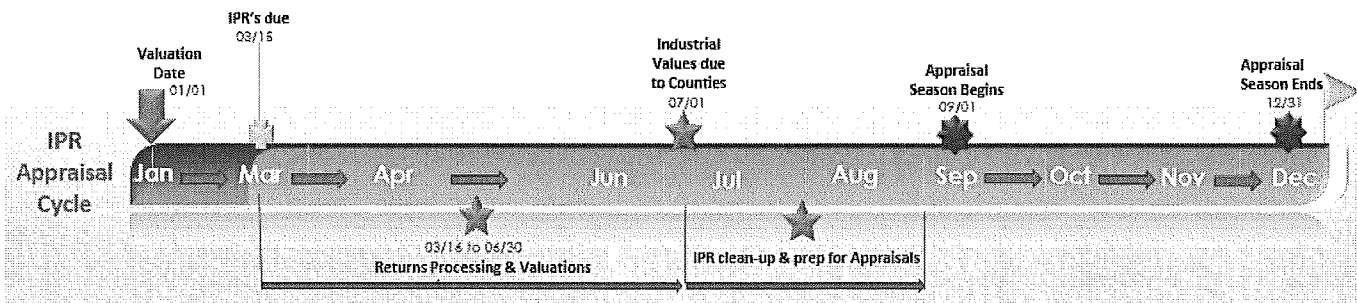 IPR's due
03/15
Valuation
Date
01/01
Industrial
Values due
to Counties
07/01
Appraisal
Season Begins
09/01
Appraisal
Season Ends
12/31
IPR
Appraisal
Cycle
Jan Mar Apr Jun Jul Aug Sep Oct Nov Dec
03/16 to 06/30
Returns Processing & Valuations
IPR clean-up & prep for Appraisals